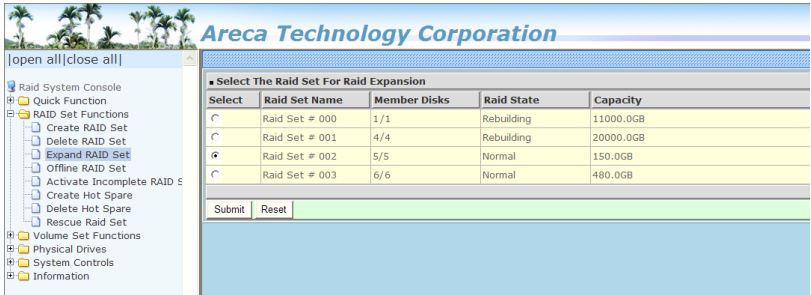 Areca Technology Corporation
|open all|close all|
Raid System Console
Quick Function
RAID Set Functions
Create RAID Set
Delete RAID Set
Expand RAID Set
Offline RAID Set
Activate Incomplete RAID S
Create Hot Spare
Delete Hot Spare
Rescue Raid Set
Volume Set Functions
Physical Drives
System Controls
Information
Select The Raid Set For Raid Expansion
Select Raid Set Name Member Disks Raid State Capacity
Raid Set # 000 1/1 Rebuilding 11000.0GB
Raid Set # 001 4/4 Rebuilding 20000.0GB
Raid Set # 002 5/5 Normal 150.0GB
Raid Set # 003 6/6 Normal 480.0GB
Submit Reset